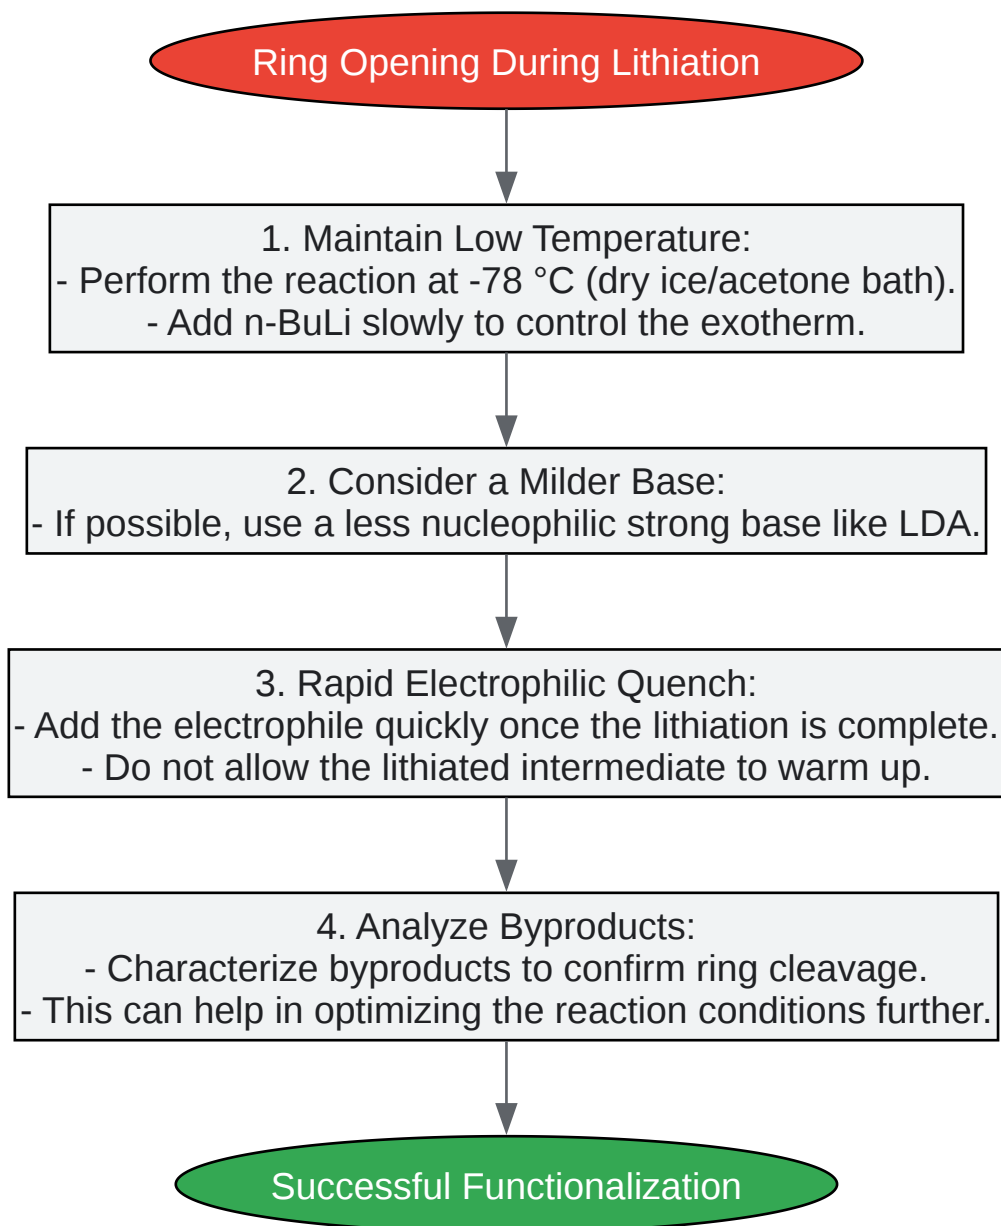 Ring Opening During Lithiation
1. Maintain Low Temperature:
- Perform the reaction at -78 °C (dry ice/acetone bath).
- Add n-BuLi slowly to control the exotherm.
2. Consider a Milder Base:
- If possible, use a less nucleophilic strong base like LDA.
3. Rapid Electrophilic Quench:
- Add the electrophile quickly once the lithiation is complete.
- Do not allow the lithiated intermediate to warm up.
4. Analyze Byproducts:
- Characterize byproducts to confirm ring cleavage.
- This can help in optimizing the reaction conditions further.
Successful Functionalization